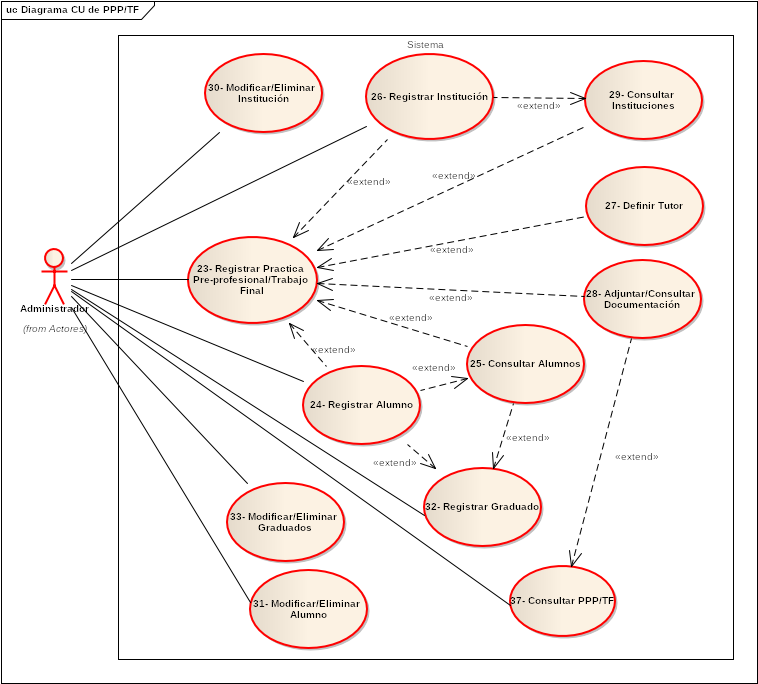 uc Diagrama CU de PPP/TF
Sistema
30- Modificar/Eliminar
Institución
26- Registrar Institución
29- Consultar
Instituciones
«extend»
«extend»
«extend»
27- Definir Tutor
«extend»
23- Registrar Practica
Pre-profesional/Trabajo
Final
28- Adjuntar/Consultar
Documentación
«extend»
Administrador
(from Actores)
«extend»
«extend»
25- Consultar Alumnos
«extend»
24- Registrar Alumno
«extend»
«extend»
«extend»
32- Registrar Graduado
33- Modificar/Eliminar
Graduados
31- Modificar/Eliminar
Alumno
37- Consultar PPP/TF